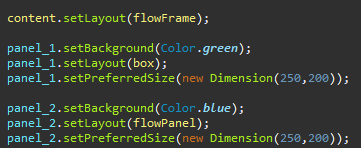 content.setLayout(flowFrame);
panel_1.setBackground(Color.green);
panel_1.setLayout(box);
panel_1.setPreferredSize(new Dimension(250,200));
panel_2.setBackground(Color.blue);
panel_2.setLayout(flowPanel);
panel_2.setPreferredSize(new Dimension(250,200));